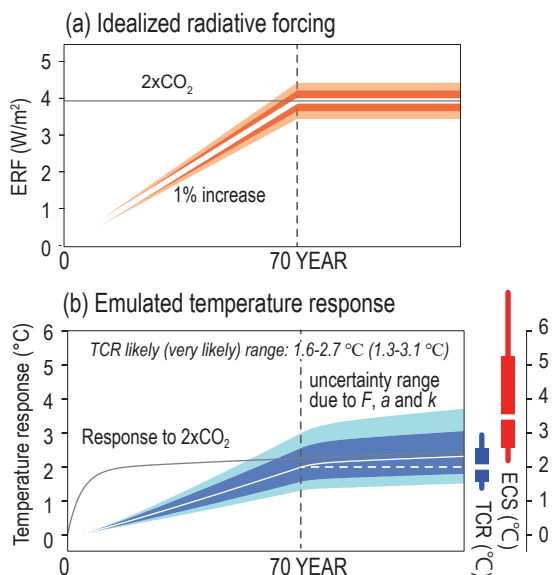 (a) Idealized radiative forcing
5
4
3
2
1
0
ERF (W/m²)
2xCO₂
1% increase
0
70 YEAR
(b) Emulated temperature response
6
5
4
3
2
1
0
Temperature response (°C)
TCR likely (very likely) range: 1.6-2.7 °C (1.3-3.1 °C)
uncertainty range
due to F, a and k
Response to 2xCO₂
0
70 YEAR
TCR (°C)
ECS (°C)
6
5
4
3
2
1
0